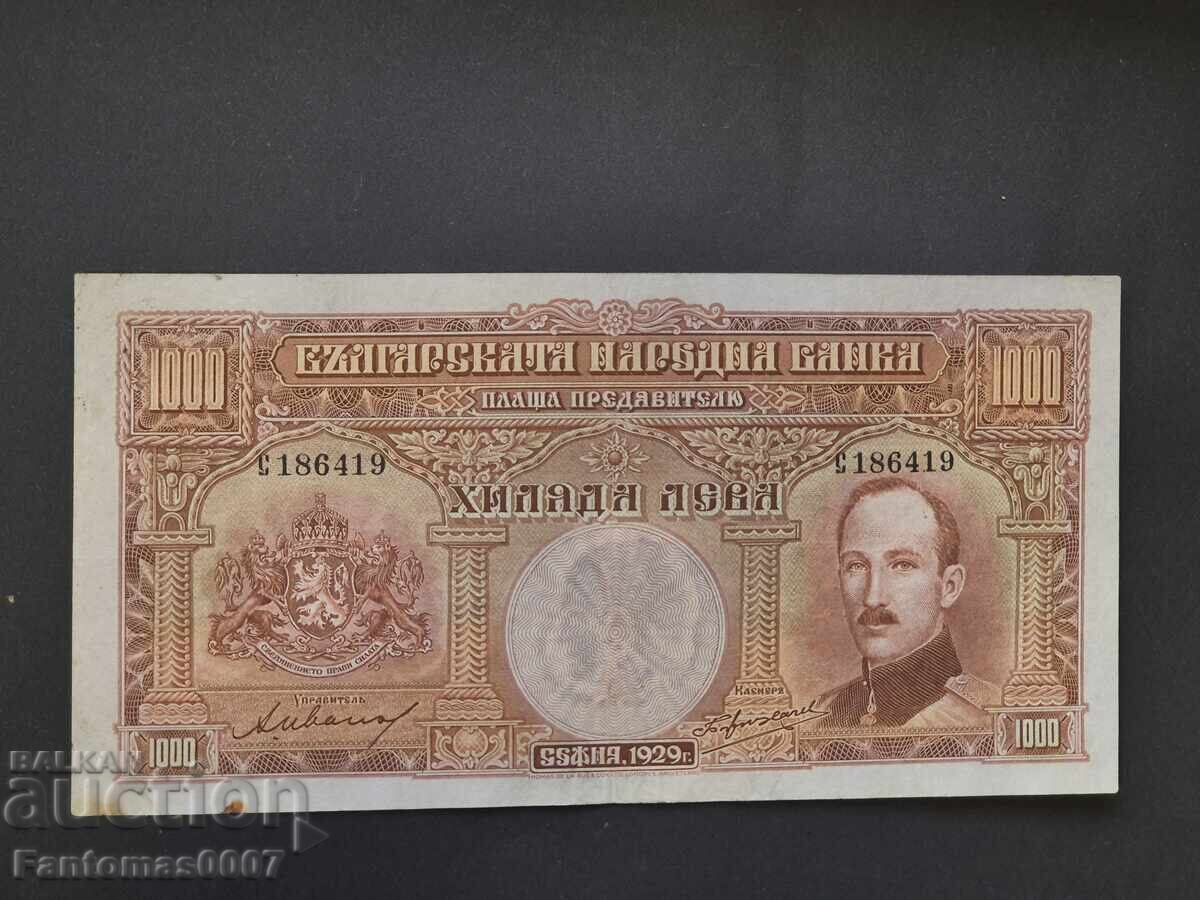 1000 БЪЛГАРСКАТА НАРОДНА БАНКА 1000
ПЛАЩА ПРЕДЯВИТЕЛЮ
186419 186419
ХИЛЯДА ЛЕВА
СЪЕДИНЕНИЕТО ПРАВИ СИЛАТА
УПРАВИТЕЛЬ КАСИЕРЪ
1000 СОФИЯ, 1929 Г. 1000
BALKAN
auction
Fantomas0007